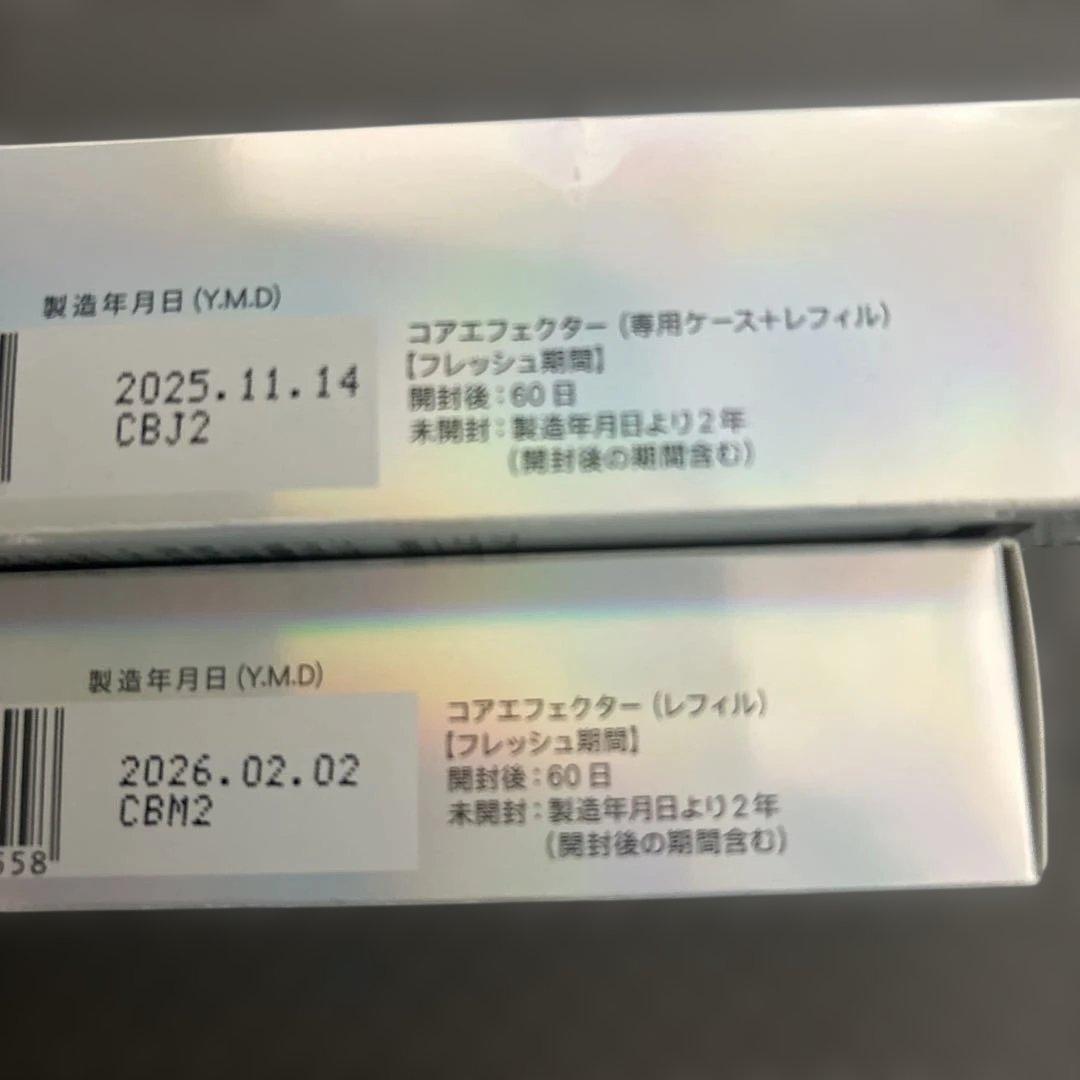 製造年月日(Y.M.D)
2025.11.14
CBJ2
コアエフェクター(専用ケース+レフィル)
【フレッシュ期間】
開封後:60日
未開封:製造年月日より2年
(開封後の期間含む)
製造年月日(Y.M.D)
2026.02.02
CBM2
558
コアエフェクター(レフィル)
【フレッシュ期間】
開封後:60日
未開封:製造年月日より2年
(開封後の期間含む)